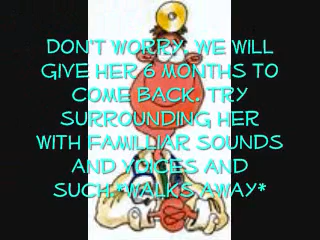 DON'T WORRY, WE WILL
GIVE HER 6 MONTHS TO
COME BACK. TRY
SURROUNDING HER
WITH FAMILLIAR SOUNDS
AND VOICES AND
SUCH.*WALKS AWAY*